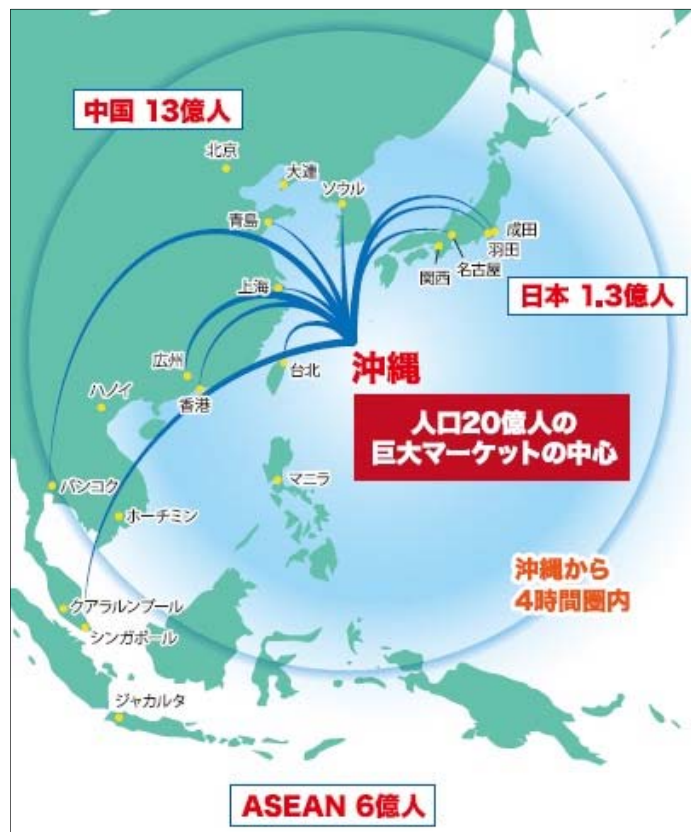 中国 13億人
北京
大連
ソウル
青島
成田
羽田
名古屋
関西
上海
日本 1.3億人
広州
台北
沖縄
香港
ハノイ
人口20億人の
巨大マーケットの中心
バンコク
マニラ
ホーチミン
沖縄から
4時間圏内
クアラルンプール
シンガポール
ジャカルタ
ASEAN 6億人